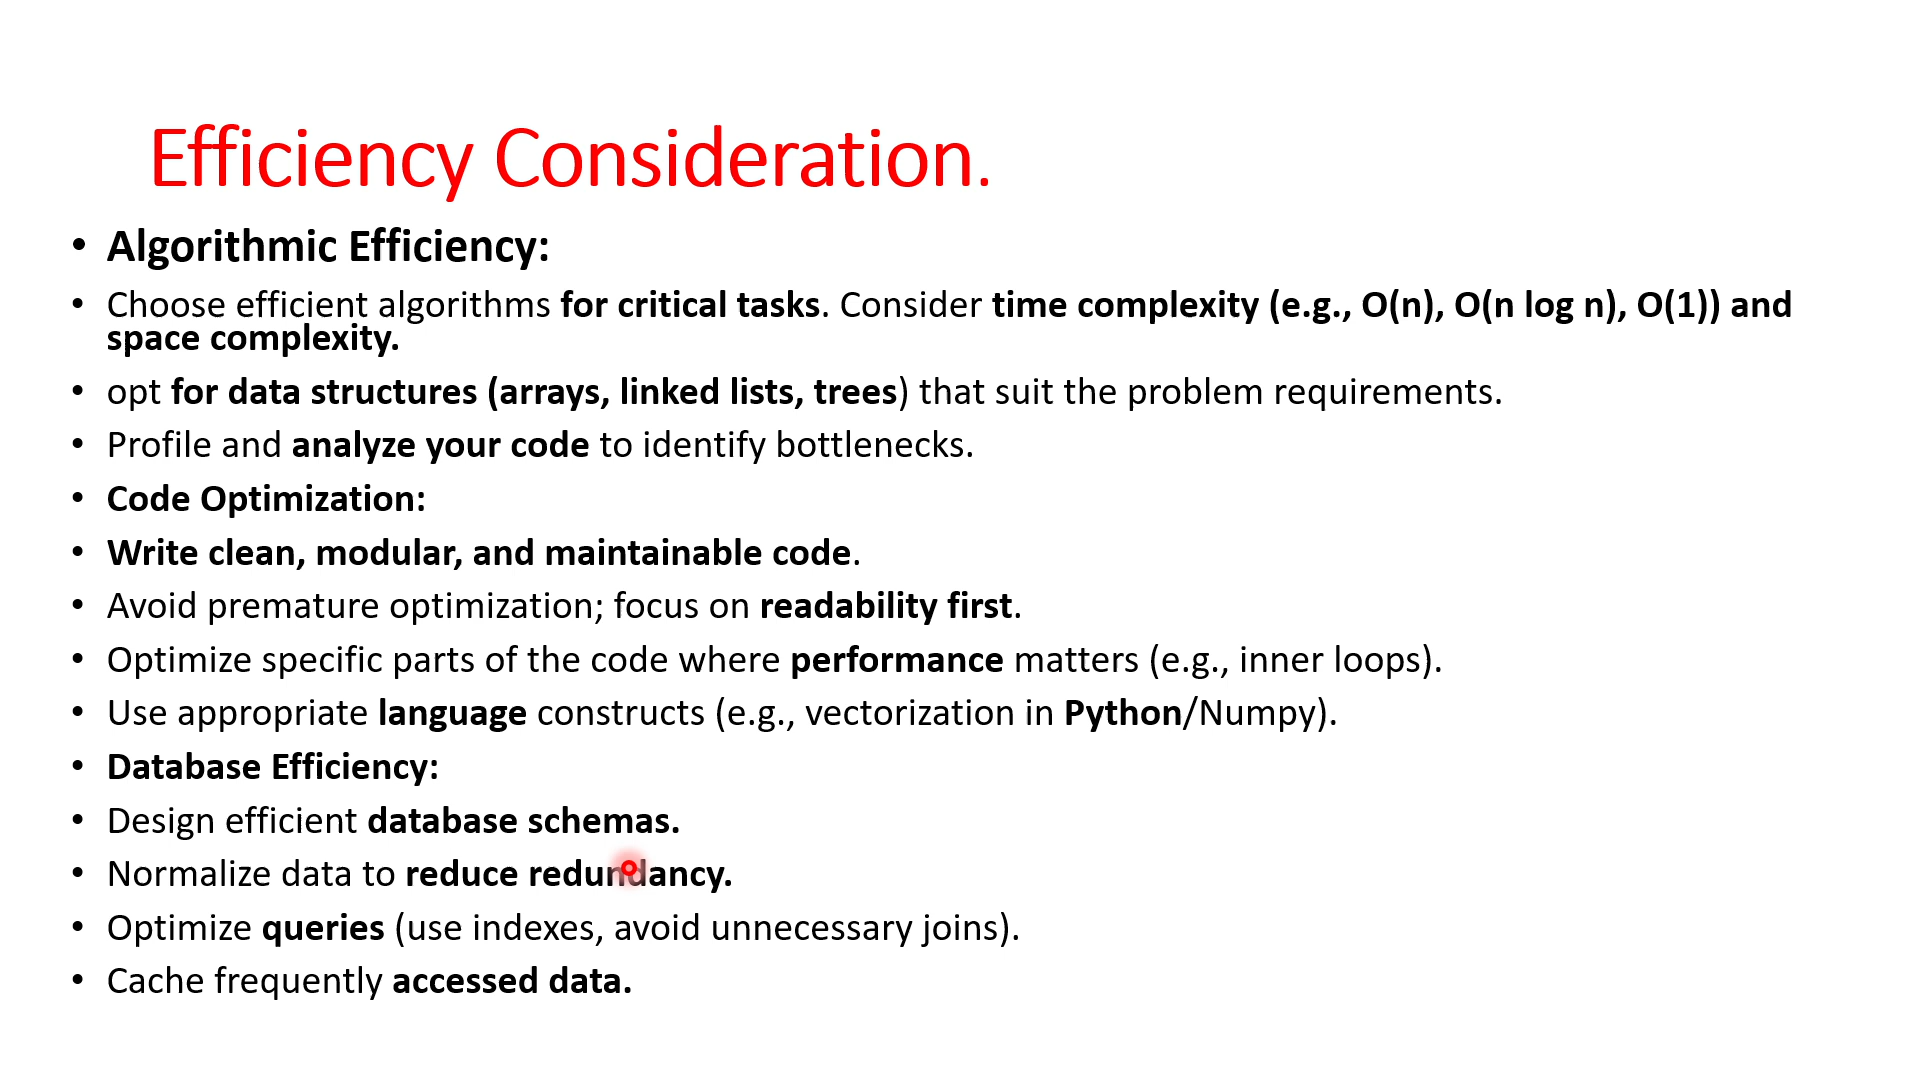 Efficiency Consideration.
• Algorithmic Efficiency:
• Choose efficient algorithms for critical tasks. Consider time complexity (e.g., O(n), O(n log n), O(1)) and
space complexity.
• opt for data structures (arrays, linked lists, trees) that suit the problem requirements.
• Profile and analyze your code to identify bottlenecks.
• Code Optimization:
• Write clean, modular, and maintainable code.
• Avoid premature optimization; focus on readability first.
• Optimize specific parts of the code where performance matters (e.g., inner loops).
• Use appropriate language constructs (e.g., vectorization in Python/Numpy).
• Database Efficiency:
• Design efficient database schemas.
• Normalize data to reduce redundancy.
• Optimize queries (use indexes, avoid unnecessary joins).
• Cache frequently accessed data.